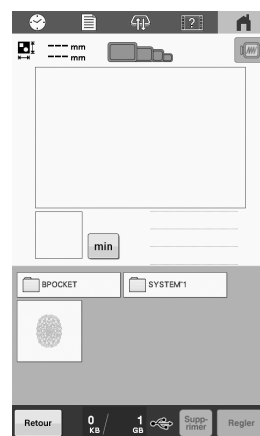 ?
--- mm
--- mm
min
BPOCKET
SYSTEM~1
Retour
0 KB / 1 GB
Supp-
rimer
Regler